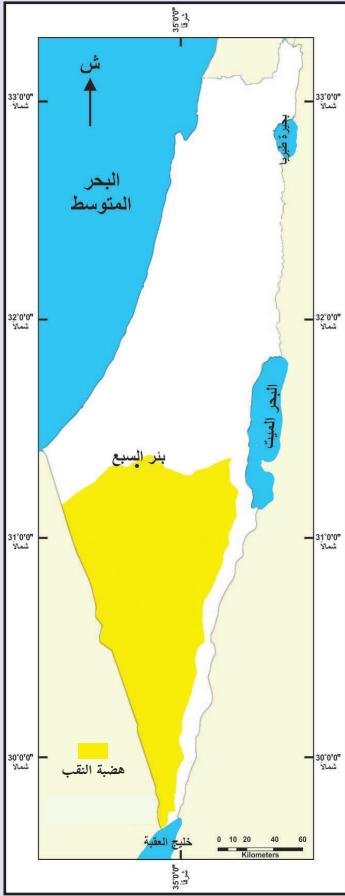 35°0'0"
شرقا
ش
33°0'0"
شمالاً
33°0'0"
شمالاً
بحيرة طبريا
البحر
المتوسط
32°0'0"
شمالاً
32°0'0"
شمالاً
البحر الميت
بئر السبع
31°0'0"
شمالاً
31°0'0"
شمالاً
30°0'0"
شمالاً
30°0'0"
شمالاً
هضبة النقب
خليج العقبة
0 10 20 40 60
Kilometers
35°0'0"
شرقا